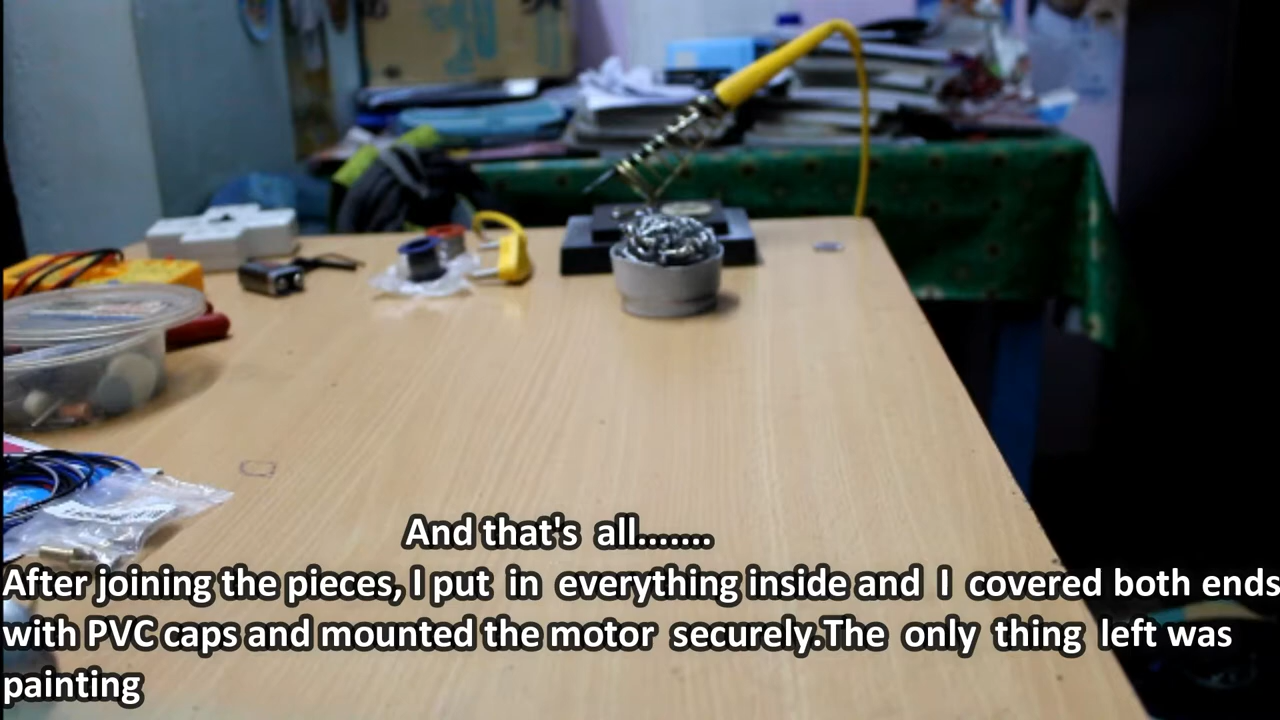 And that's all.......
After joining the pieces, I put in everything inside and I covered both ends
with PVC caps and mounted the motor securely.The only thing left was
painting